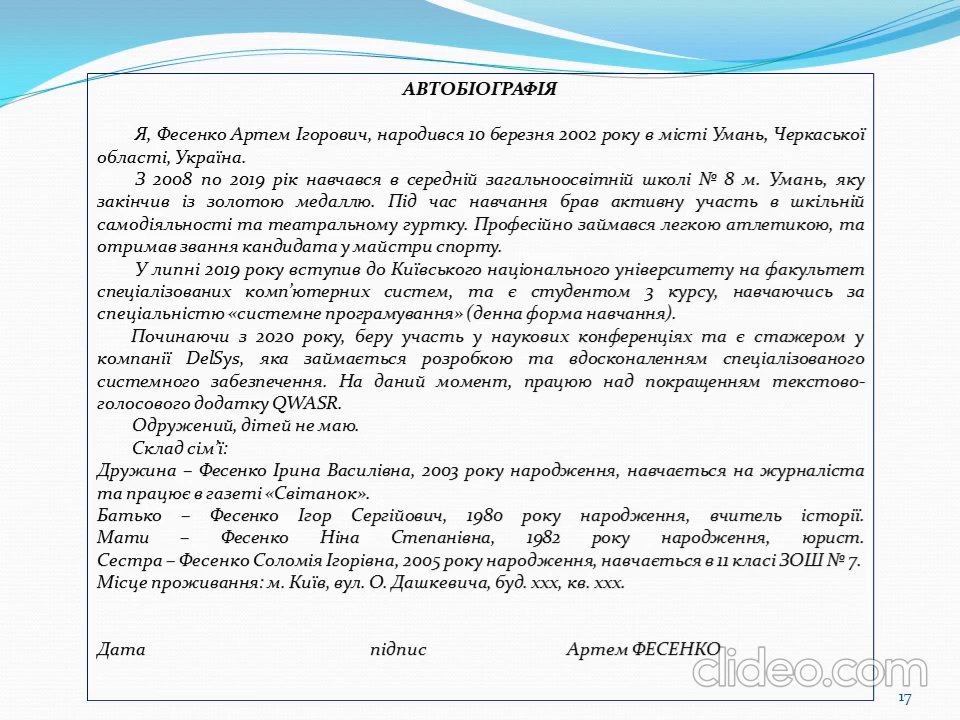 АВТОБІОГРАФІЯ
Я, Фесенко Артем Ігорович, народився 10 березня 2002 року в місті Умань, Черкаської
області, Україна.
З 2008 по 2019 рік навчався в середній загальноосвітній школі № 8 м. Умань, яку
закінчив із золотою медаллю. Під час навчання брав активну участь в шкільній
самодіяльності та театральному гуртку. Професійно займався легкою атлетикою, та
отримав звання кандидата у майстри спорту.
У липні 2019 року вступив до Київського національного університету на факультет
спеціалізованих комп’ютерних систем, та є студентом 3 курсу, навчаючись за
спеціальністю «системне програмування» (денна форма навчання).
Починаючи з 2020 року, беру участь у наукових конференціях та є стажером у
компанії DelSys, яка займається розробкою та вдосконаленням спеціалізованого
системного забезпечення. На даний момент, працюю над покращенням текстово-
голосового додатку QWASR.
Одружений, дітей не маю.
Склад сім’ї:
Дружина – Фесенко Ірина Василівна, 2003 року народження, навчається на журналіста
та працює в газеті «Світанок».
Батько – Фесенко Ігор Сергійович, 1980 року народження, вчитель історії.
Мати – Фесенко Ніна Степанівна, 1982 року народження, юрист.
Сестра – Фесенко Соломія Ігорівна, 2005 року народження, навчається в 11 класі ЗОШ № 7.
Місце проживання: м. Київ, вул. О. Дашкевича, буд. ххх, кв. ххх.
Дата підпис Артем ФЕСЕНКО
clideo.com
17